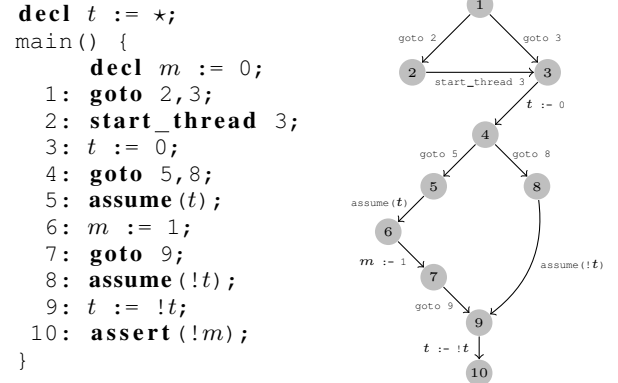 decl t := ⋆;
main() {
decl m := 0;
1: goto 2,3;
2: start_thread 3;
3: t := 0;
4: goto 5,8;
5: assume(t);
6: m := 1;
7: goto 9;
8: assume(!t);
9: t := !t;
10: assert(!m);
}
1
goto 2
goto 3
2
3
start_thread 3
t := 0
4
goto 5
goto 8
5
8
assume(t)
6
m := 1
assume(!t)
7
goto 9
9
t := !t
10